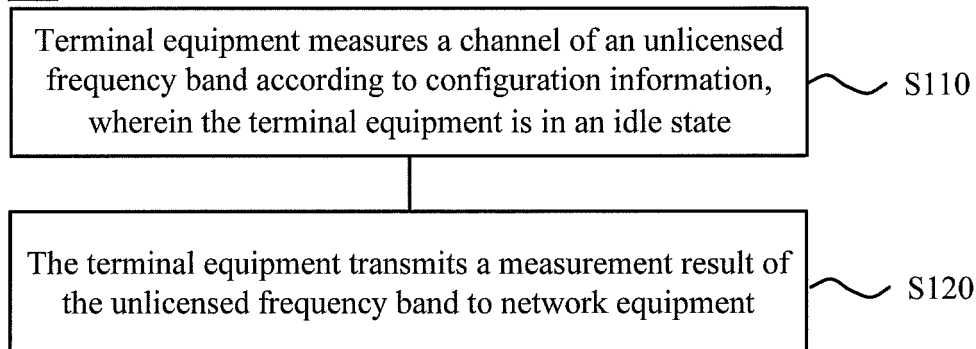 Terminal equipment measures a channel of an unlicensed
frequency band according to configuration information,
wherein the terminal equipment is in an idle state
S110
The terminal equipment transmits a measurement result of
the unlicensed frequency band to network equipment
S120